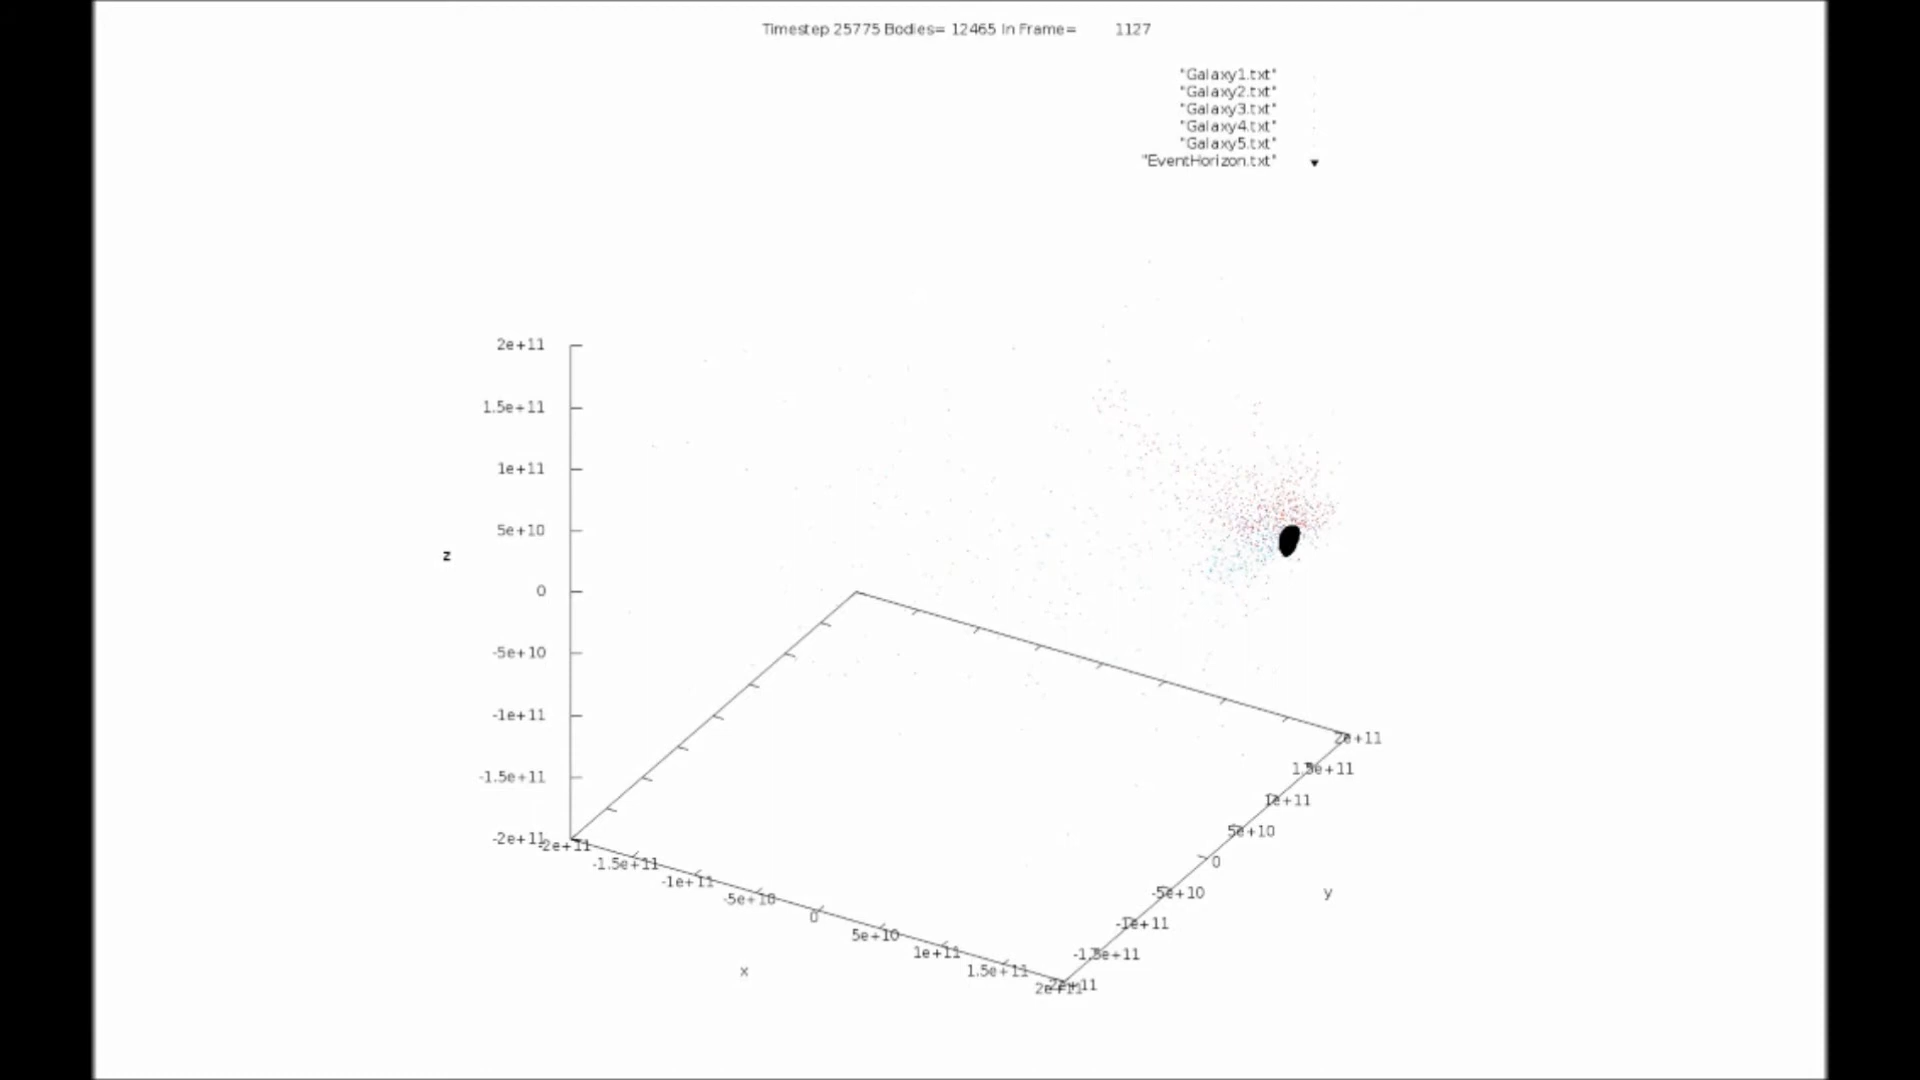 Timestep 25775 Bodies= 12465 In Frame= 1127
"Galaxy1.txt"
"Galaxy2.txt"
"Galaxy3.txt"
"Galaxy4.txt"
"Galaxy5.txt"
"EventHorizon.txt"
2e+11
1.5e+11
1e+11
5e+10
z
0
-5e+10
-1e+11
-1.5e+11
-2e+11
-2e+11
-1.5e+11
-1e+11
-5e+10
0
5e+10
1e+11
1.5e+11
2e+11
x
2e+11
1.5e+11
1e+11
5e+10
0
-5e+10
-1e+11
-1.5e+11
-2e+11
y